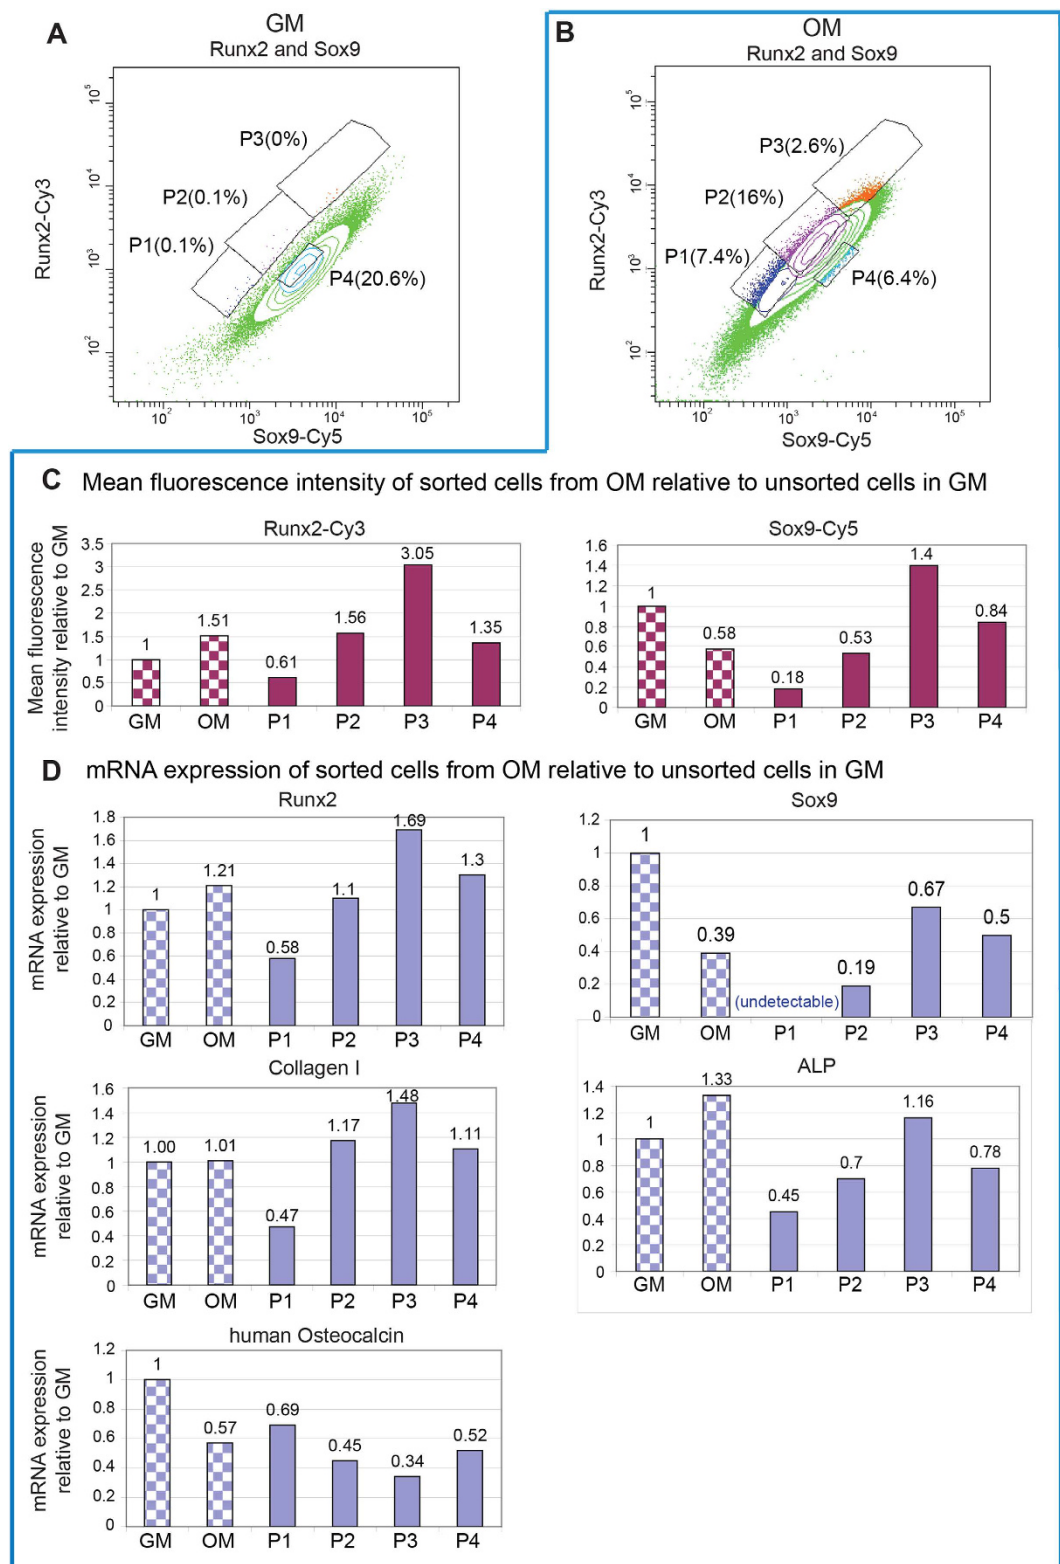 A
GM
Runx2 and Sox9
P3(0%)
P2(0.1%)
P1(0.1%)
P4(20.6%)
Runx2-Cy3
10^5
10^4
10^3
10^2
10^2 10^3 10^4 10^5
Sox9-Cy5
B
OM
Runx2 and Sox9
P3(2.6%)
P2(16%)
P1(7.4%)
P4(6.4%)
Runx2-Cy3
10^5
10^4
10^3
10^2
10^2 10^3 10^4 10^5
Sox9-Cy5
C Mean fluorescence intensity of sorted cells from OM relative to unsorted cells in GM
Mean fluorescence
intensity relative to GM
Runx2-Cy3
3.5
3
2.5
2
1.5
1
0.5
0
1 1.51 0.61 1.56 3.05 1.35
GM OM P1 P2 P3 P4
Sox9-Cy5
1.6
1.4
1.2
1
0.8
0.6
0.4
0.2
0
1 0.58 0.18 0.53 1.4 0.84
GM OM P1 P2 P3 P4
D mRNA expression of sorted cells from OM relative to unsorted cells in GM
mRNA expression
relative to GM
Runx2
1.8
1.6
1.4
1.2
1
0.8
0.6
0.4
0.2
0
1 1.21 0.58 1.1 1.69 1.3
GM OM P1 P2 P3 P4
Sox9
1.2
1
0.8
0.6
0.4
0.2
0
1 0.39 (undetectable) 0.19 0.67 0.5
GM OM P1 P2 P3 P4
mRNA expression
relative to GM
Collagen I
1.6
1.4
1.2
1
0.8
0.6
0.4
0.2
0
1.00 1.01 0.47 1.17 1.48 1.11
GM OM P1 P2 P3 P4
ALP
1.4
1.2
1
0.8
0.6
0.4
0.2
0
1 1.33 0.45 0.7 1.16 0.78
GM OM P1 P2 P3 P4
mRNA expression
relative to GM
human Osteocalcin
1.2
1
0.8
0.6
0.4
0.2
0
1 0.57 0.69 0.45 0.34 0.52
GM OM P1 P2 P3 P4